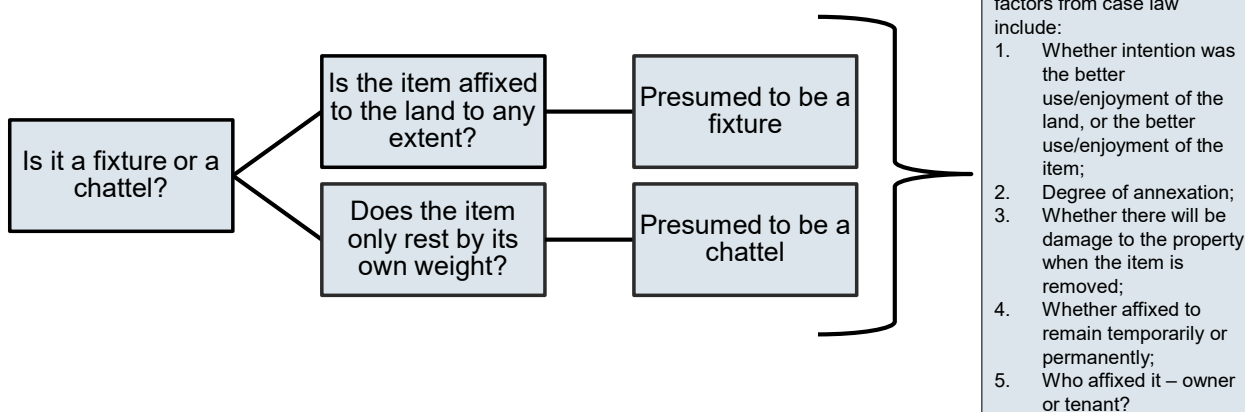 Is it a fixture or a
chattel?
Is the item affixed
to the land to any
extent?
Presumed to be a
fixture
Does the item
only rest by its
own weight?
Presumed to be a
chattel
factors from case law
include:
1. Whether intention was
the better
use/enjoyment of the
land, or the better
use/enjoyment of the
item;
2. Degree of annexation;
3. Whether there will be
damage to the property
when the item is
removed;
4. Whether affixed to
remain temporarily or
permanently;
5. Who affixed it – owner
or tenant?